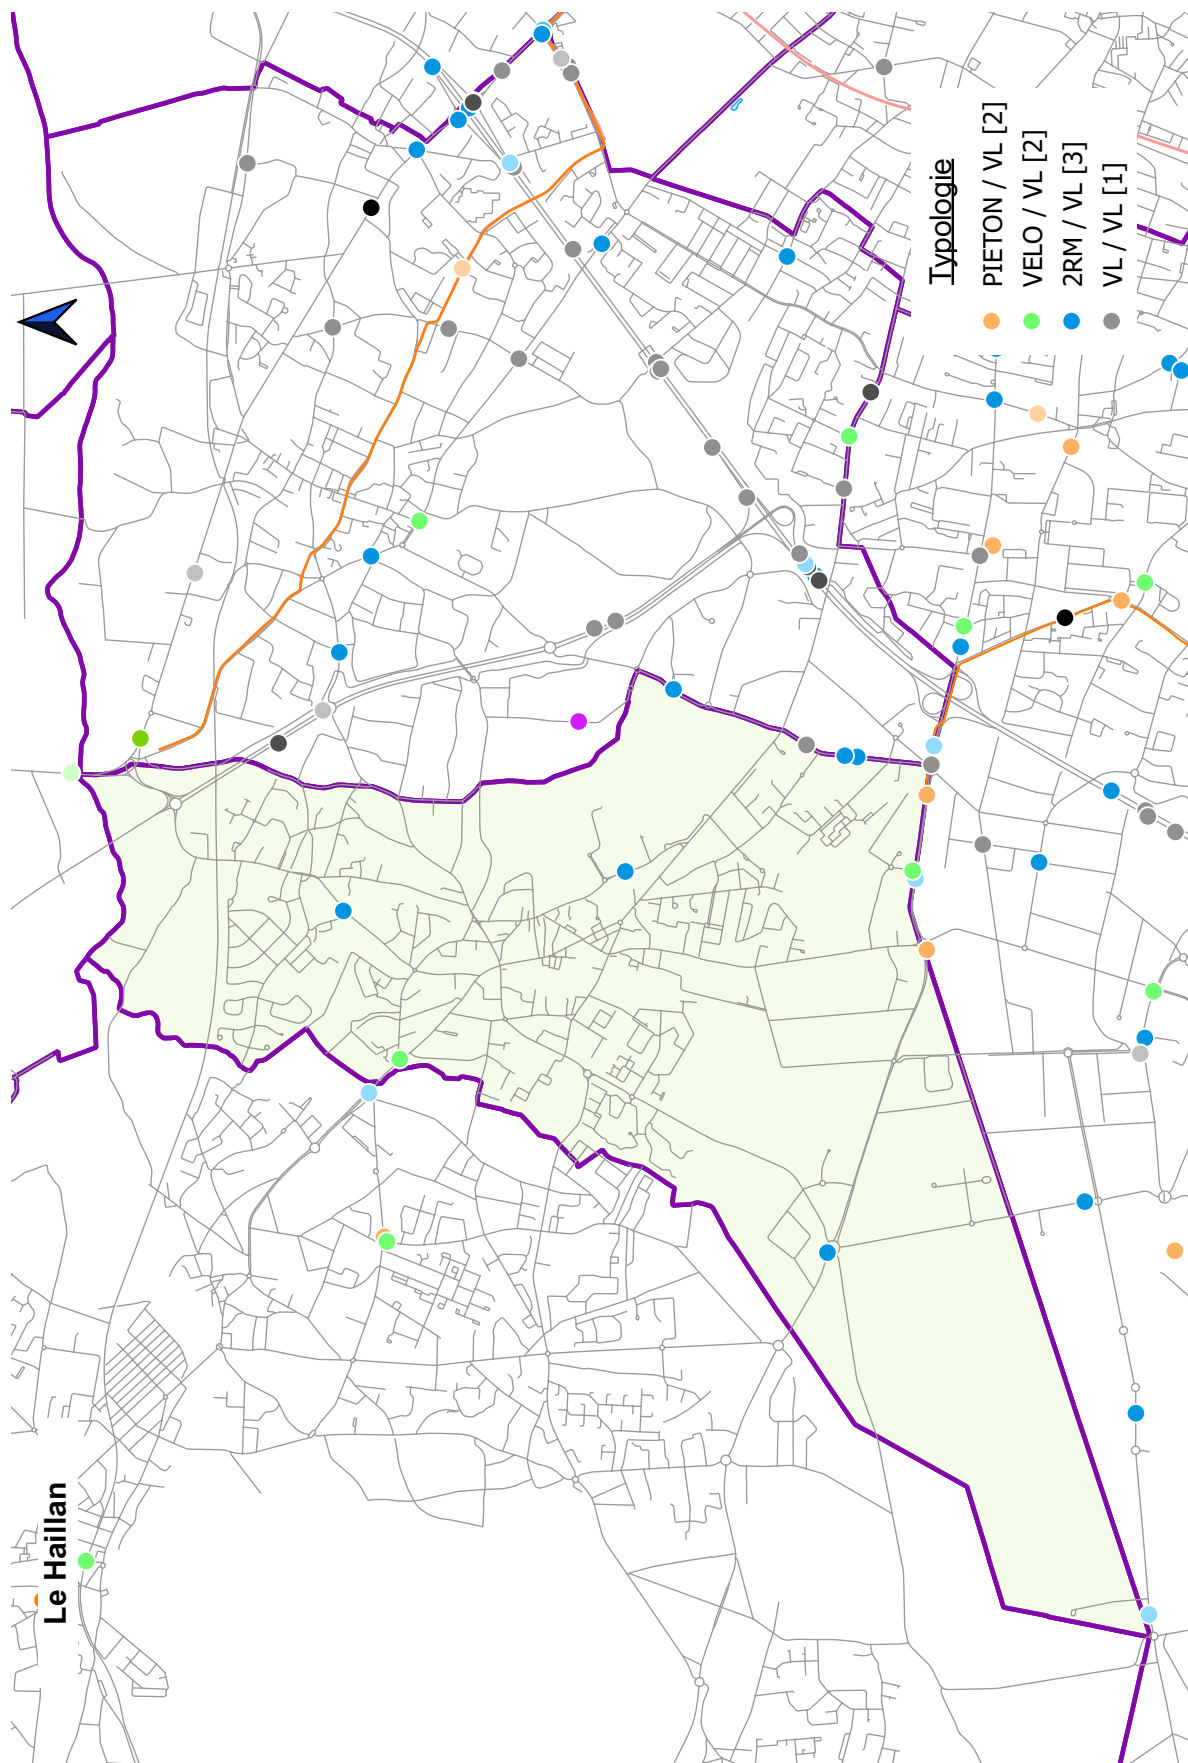 Le Haillan
Typologie
PIETON / VL [2]
VELO / VL [2]
2RM / VL [3]
VL / VL [1]